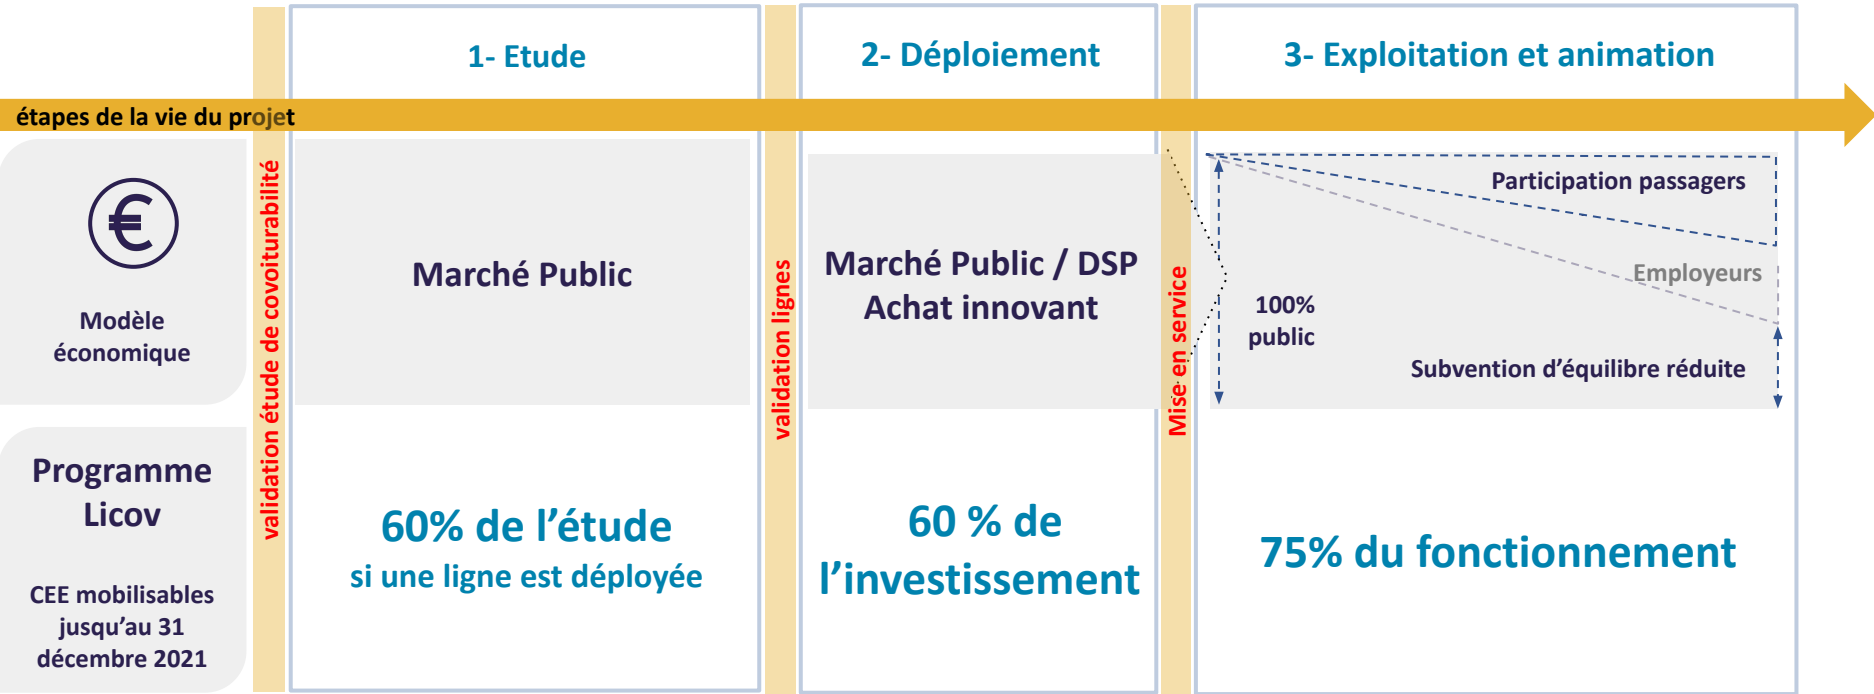 1- Etude
2- Déploiement
3- Exploitation et animation
étapes de la vie du projet
€
Modèle
économique
validation étude de covoiturabilité
Marché Public
validation lignes
Marché Public / DSP
Achat innovant
Mise en service
100%
public
Participation passagers
Employeurs
Subvention d’équilibre réduite
Programme
Licov
CEE mobilisables
jusqu’au 31
décembre 2021
60% de l’étude
si une ligne est déployée
60 % de
l’investissement
75% du fonctionnement